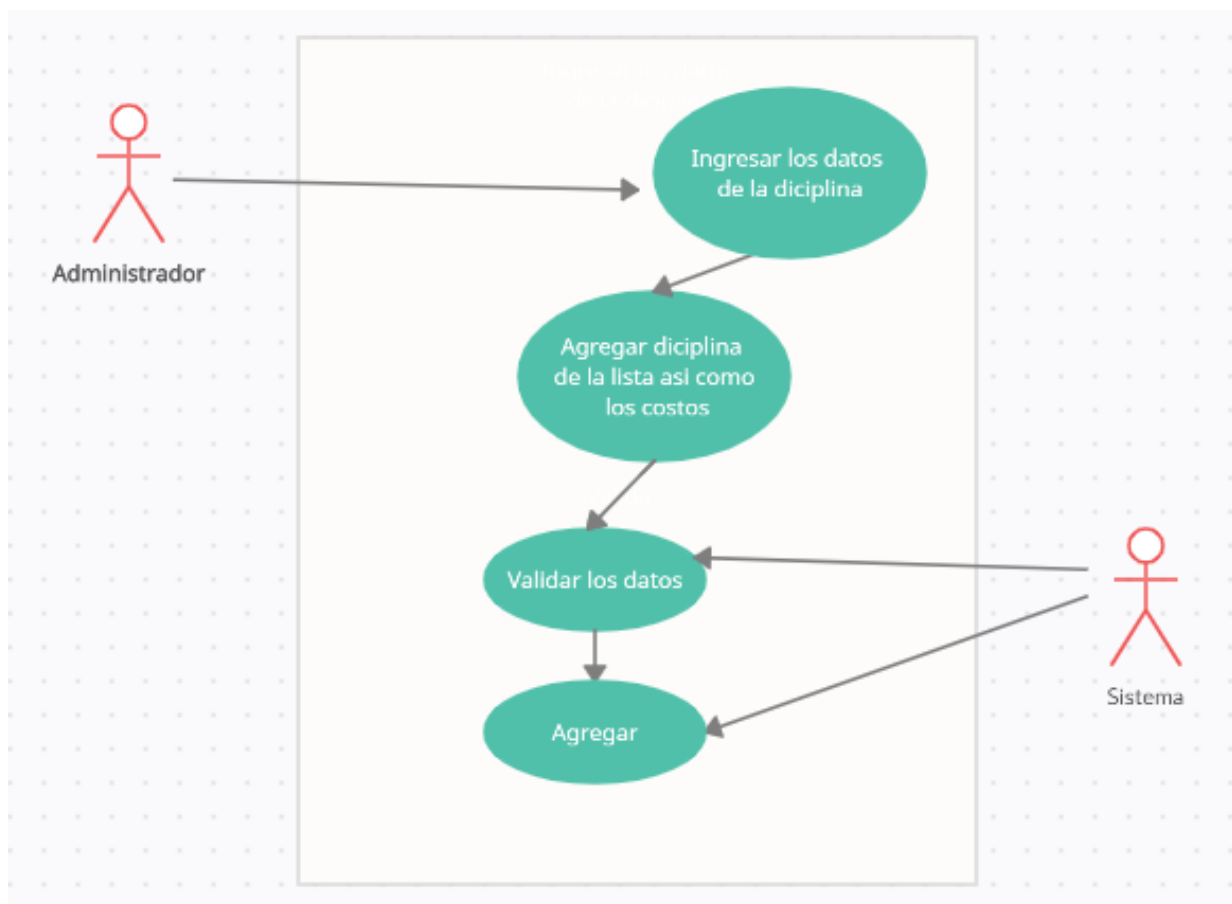 Ingresar los datos
de la diciplina
Administrador
Agregar diciplina
de la lista asi como
los costos
Validar los datos
Sistema
Agregar